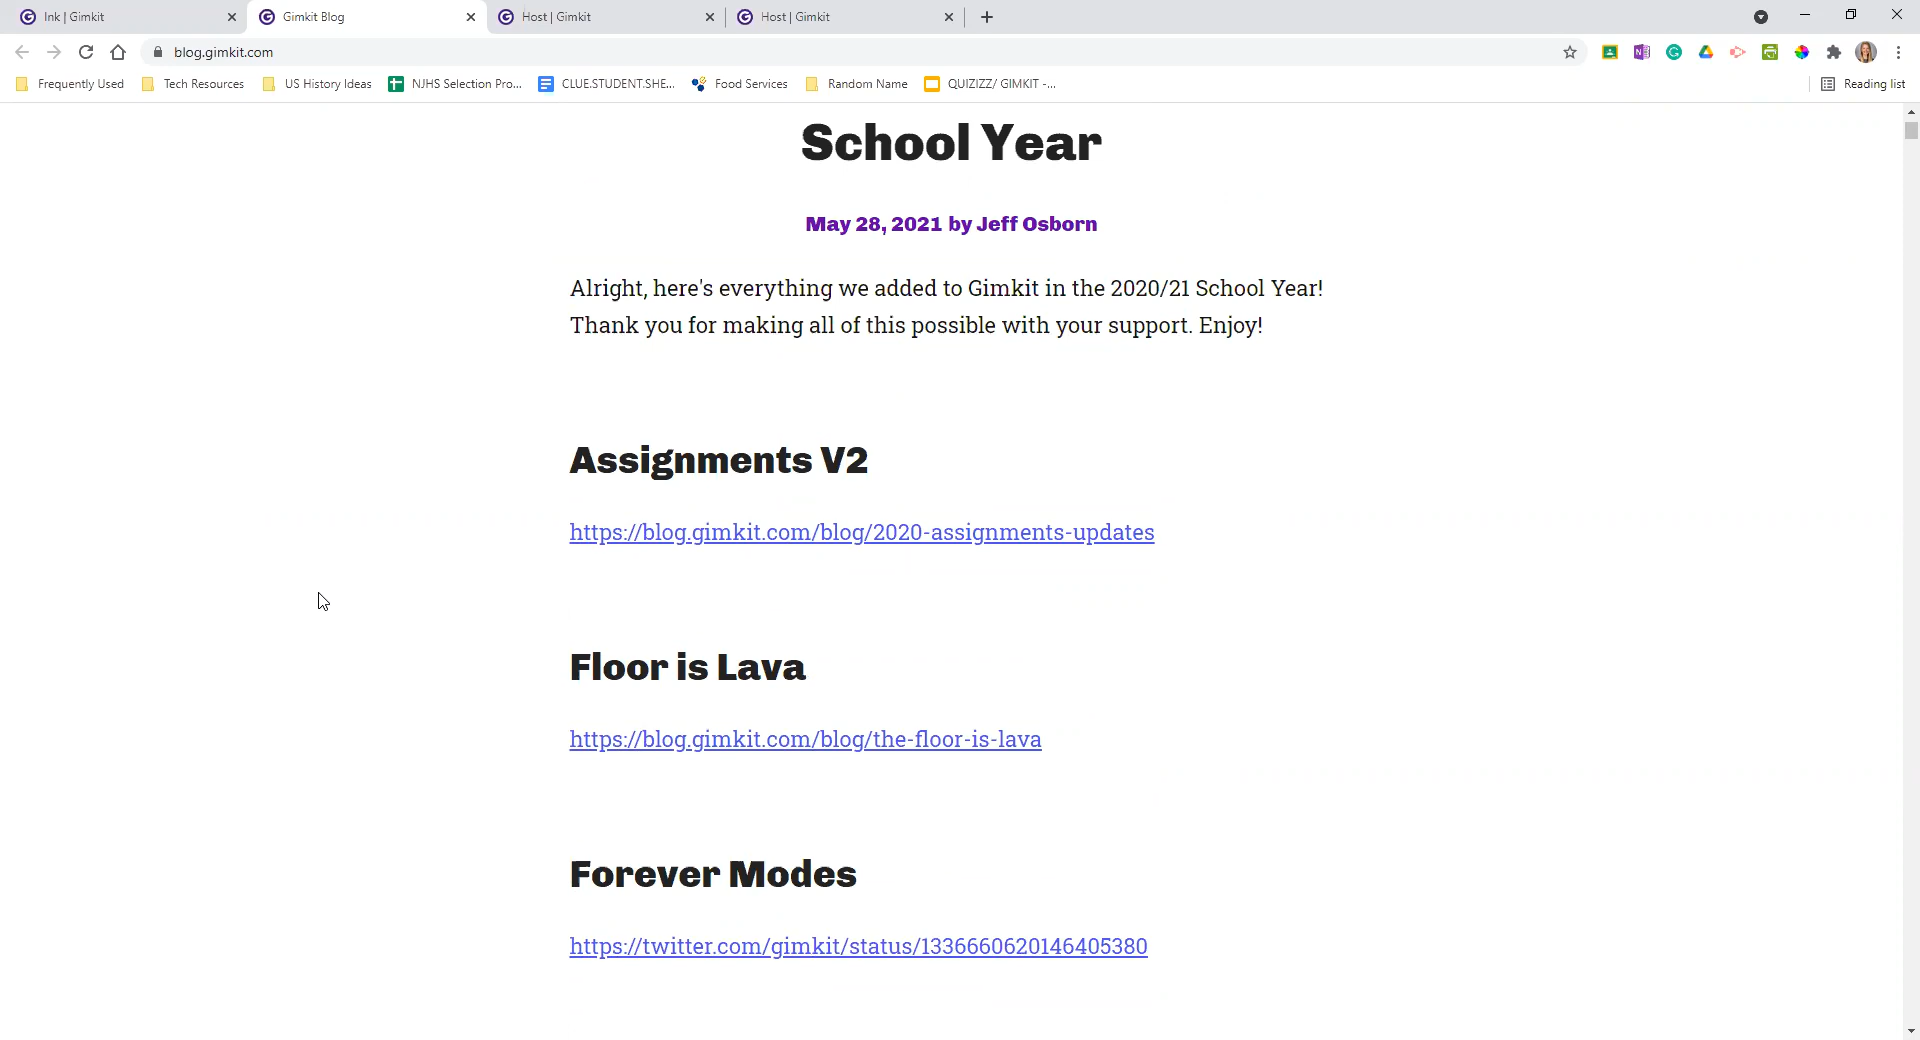 Ink | Gimkit
Gimkit Blog
Host | Gimkit
Host | Gimkit
blog.gimkit.com
Frequently Used
Tech Resources
US History Ideas
NJHS Selection Pro...
CLUE.STUDENT.SHE...
Food Services
Random Name
QUIZIZZ/ GIMKIT -...
Reading list
School Year
May 28, 2021 by Jeff Osborn
Alright, here's everything we added to Gimkit in the 2020/21 School Year!
Thank you for making all of this possible with your support. Enjoy!
Assignments V2
https://blog.gimkit.com/blog/2020-assignments-updates
Floor is Lava
https://blog.gimkit.com/blog/the-floor-is-lava
Forever Modes
https://twitter.com/gimkit/status/1336660620146405380